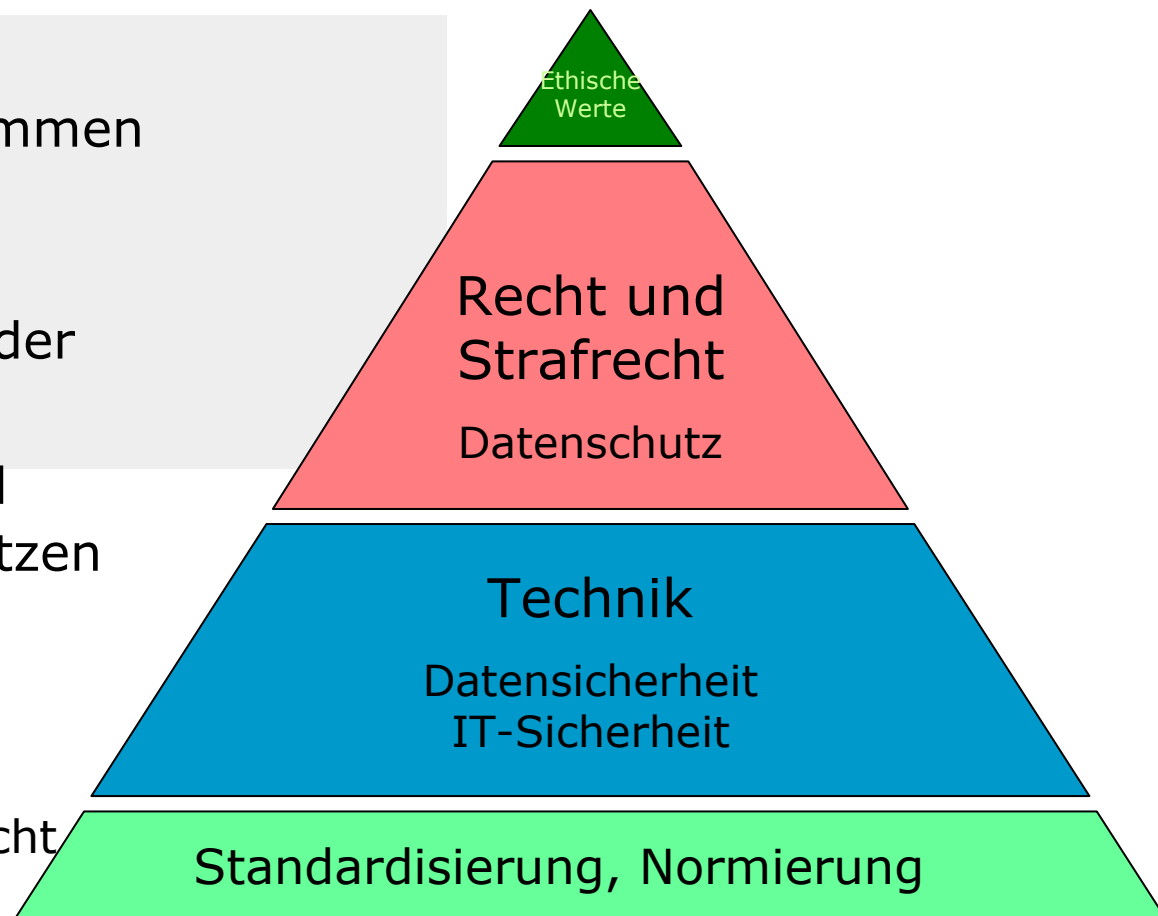 Ethische
Werte
mmen
Recht und
Strafrecht
der
Datenschutz
tzen
Technik
Datensicherheit
IT-Sicherheit
cht
Standardisierung, Normierung